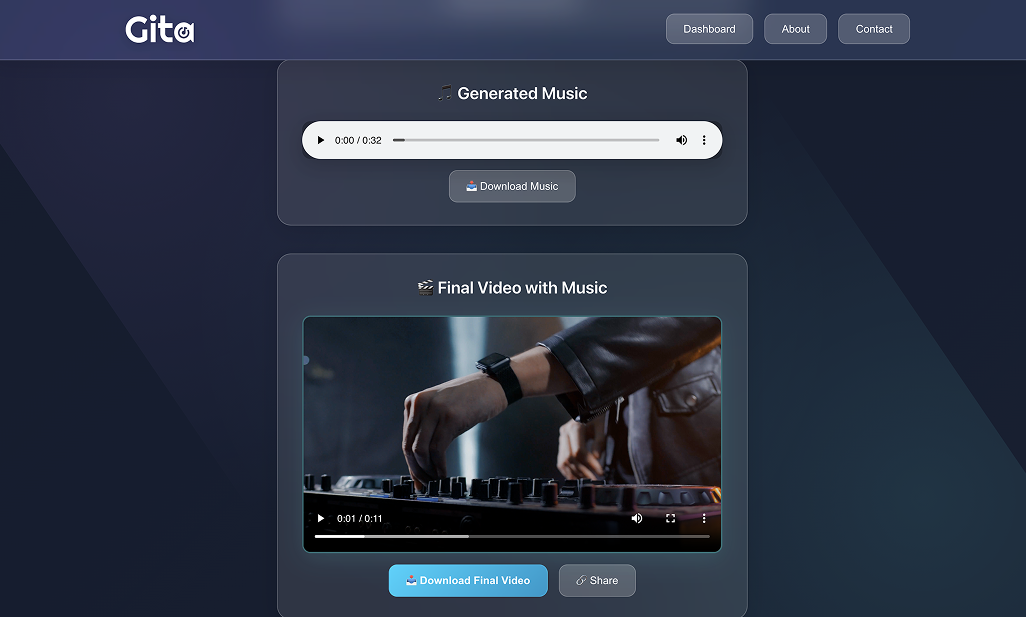 Gita
Dashboard
About
Contact
🎵 Generated Music
0:00 / 0:32
📥 Download Music
🎬 Final Video with Music
0:01 / 0:11
📥 Download Final Video
🔗 Share